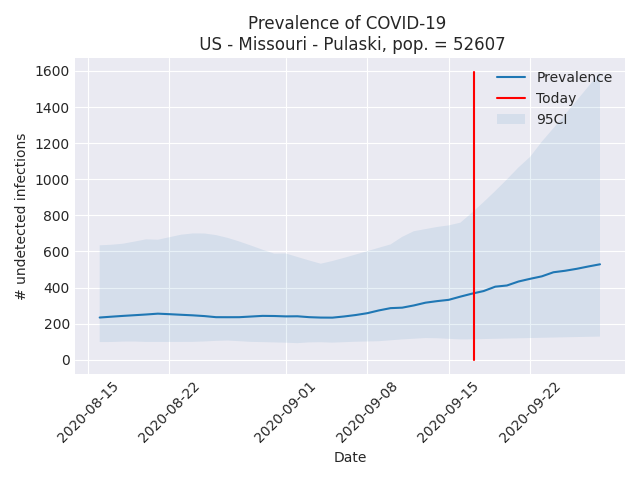 Prevalence of COVID-19
US - Missouri - Pulaski, pop. = 52607
1600
1400
1200
1000
800
600
400
200
0
# undetected infections
Prevalence
Today
95CI
2020-08-15
2020-08-22
2020-09-01
2020-09-08
2020-09-15
2020-09-22
Date